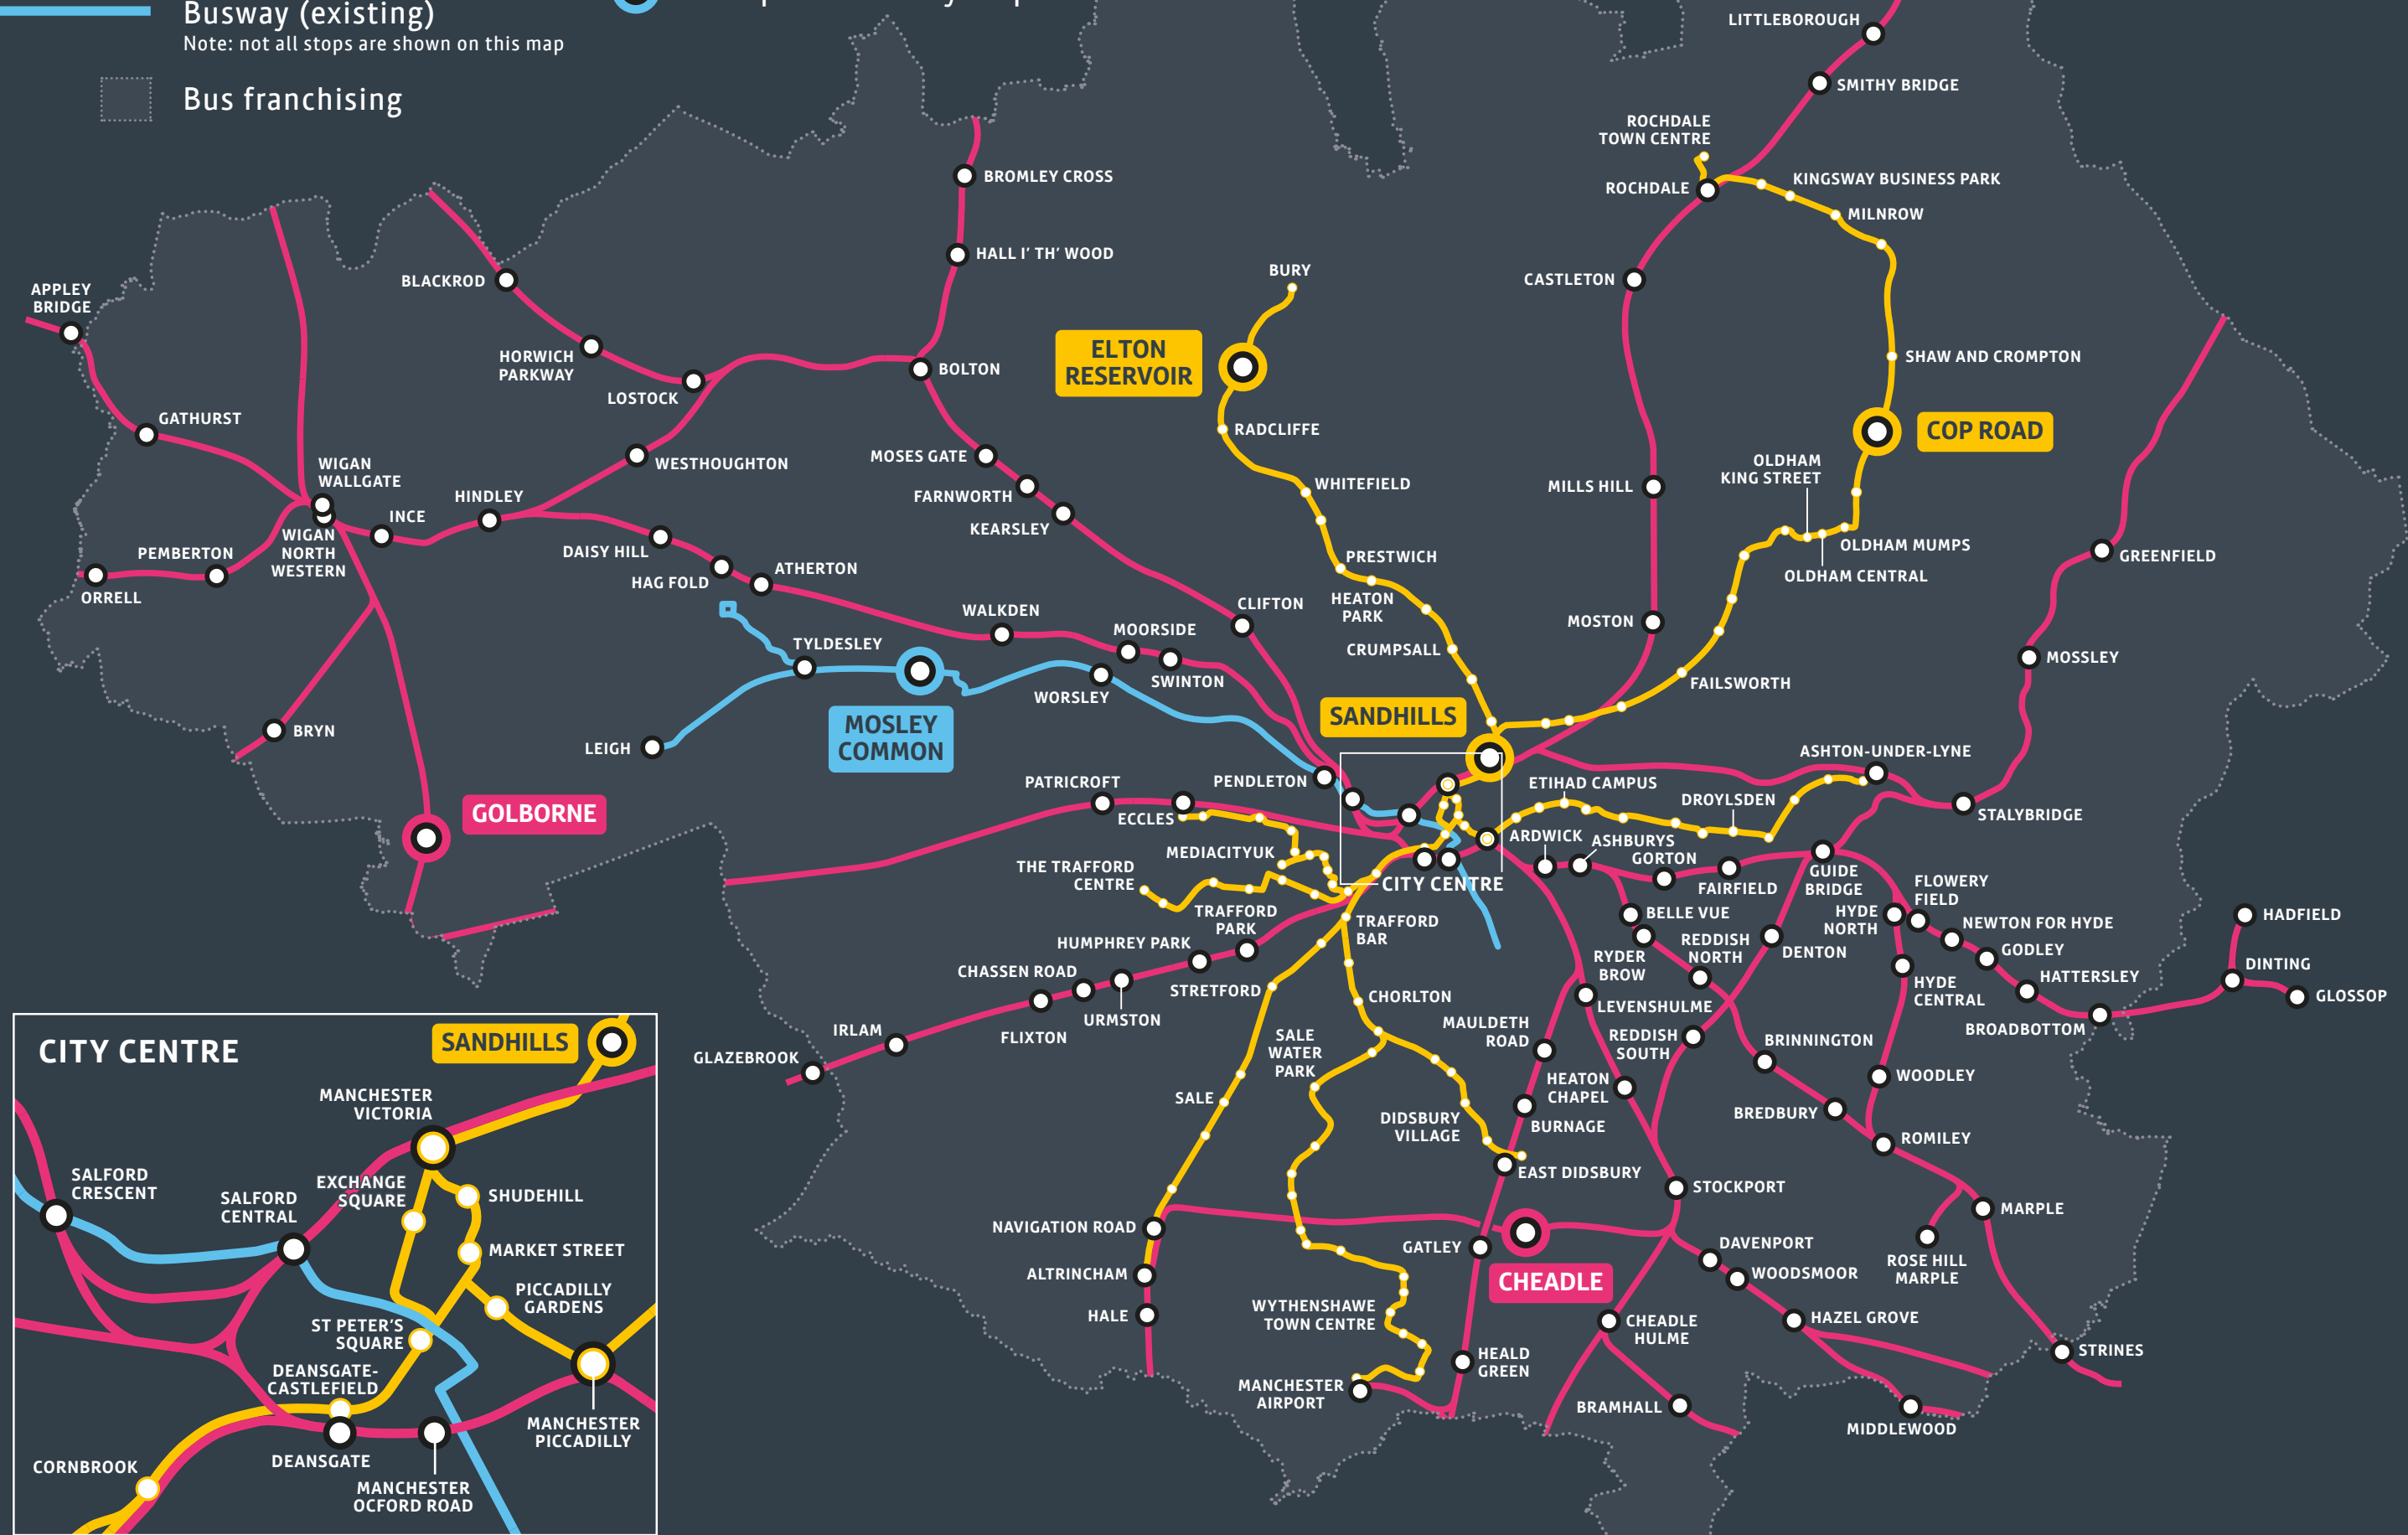 Busway (existing)
Note: not all stops are shown on this map
Bus franchising
LITTLEBOROUGH
SMITHY BRIDGE
ROCHDALE
TOWN CENTRE
ROCHDALE
KINGSWAY BUSINESS PARK
MILNROW
BROMLEY CROSS
HALL I' TH' WOOD
BLACKROD
BURY
CASTLETON
APPLEY
BRIDGE
HORWICH
PARKWAY
LOSTOCK
BOLTON
ELTON
RESERVOIR
SHAW AND CROMPTON
GATHURST
RADCLIFFE
COP ROAD
WIGAN
WALLGATE
WESTHOUGHTON
MOSES GATE
WHITEFIELD
MILLS HILL
OLDHAM
KING STREET
HINDLEY
INCE
FARNWORTH
KEARSLEY
WIGAN
NORTH
WESTERN
PEMBERTON
ORRELL
DAISY HILL
HAG FOLD
ATHERTON
PRESTWICH
HEATON
PARK
OLDHAM MUMPS
OLDHAM CENTRAL
GREENFIELD
WALKDEN
MOORSIDE
CLIFTON
MOSTON
CRUMPSALL
TYLDESLEY
SWINTON
WORSLEY
FAILSWORTH
MOSSLEY
BRYN
LEIGH
MOSLEY
COMMON
SANDHILLS
GOLBORNE
PATRICROFT
PENDLETON
ECCLES
ETIHAD CAMPUS
DROYLSDEN
ASHTON-UNDER-LYNE
STALYBRIDGE
MEDIACITYUK
THE TRAFFORD
CENTRE
CITY CENTRE
ARDWICK
ASHBURYS
GORTON
FAIRFIELD
GUIDE
BRIDGE
FLOWERY
FIELD
TRAFFORD
PARK
TRAFFORD
BAR
BELLE VUE
HYDE
NORTH
NEWTON FOR HYDE
HADFIELD
HUMPHREY PARK
RYDER
BROW
REDDISH
NORTH
DENTON
GODLEY
CHASSEN ROAD
STRETFORD
CHORLTON
LEVENSHULME
HYDE
CENTRAL
HATTERSLEY
DINTING
GLOSSOP
URMSTON
FLIXTON
IRLAM
GLAZEBROOK
SALE
WATER
PARK
MAULDETH
ROAD
REDDISH
SOUTH
BROADBOTTOM
BRINNINGTON
SALE
HEATON
CHAPEL
WOODLEY
DIDSBURY
VILLAGE
BURNAGE
BREDBURY
ROMILEY
EAST DIDSBURY
STOCKPORT
MARPLE
NAVIGATION ROAD
GATLEY
DAVENPORT
WOODSMOOR
ROSE HILL
MARPLE
ALTRINCHAM
CHEADLE
HALE
WYTHENSHAWE
TOWN CENTRE
CHEADLE
HULME
HAZEL GROVE
HEALD
GREEN
STRINES
MANCHESTER
AIRPORT
BRAMHALL
MIDDLEWOOD
CITY CENTRE
SANDHILLS
MANCHESTER
VICTORIA
SALFORD
CRESCENT
SALFORD
CENTRAL
EXCHANGE
SQUARE
SHUDEHILL
MARKET STREET
PICCADILLY
GARDENS
ST PETER'S
SQUARE
DEANSGATE-
CASTLEFIELD
MANCHESTER
PICCADILLY
DEANSGATE
CORNBROOK
MANCHESTER
OCFORD ROAD